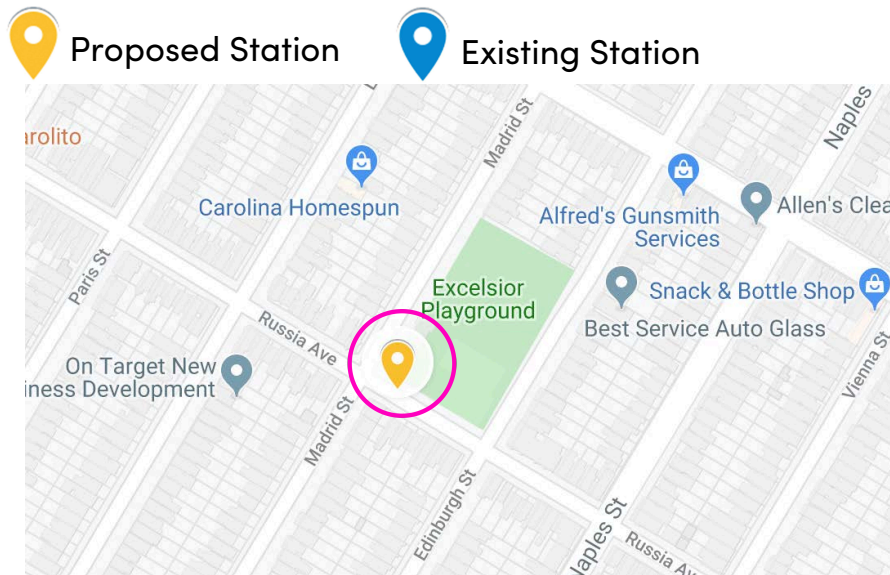 Proposed Station
Existing Station
Naples
arolito
Madrid St
Carolina Homespun
Alfred's Gunsmith
Services
Allen's Clea
Paris St
Excelsior
Playground
Snack & Bottle Shop
Best Service Auto Glass
Russia Ave
On Target New
iness Development
Vienna St
Madrid St
Edinburgh St
Naples St
Russia Av